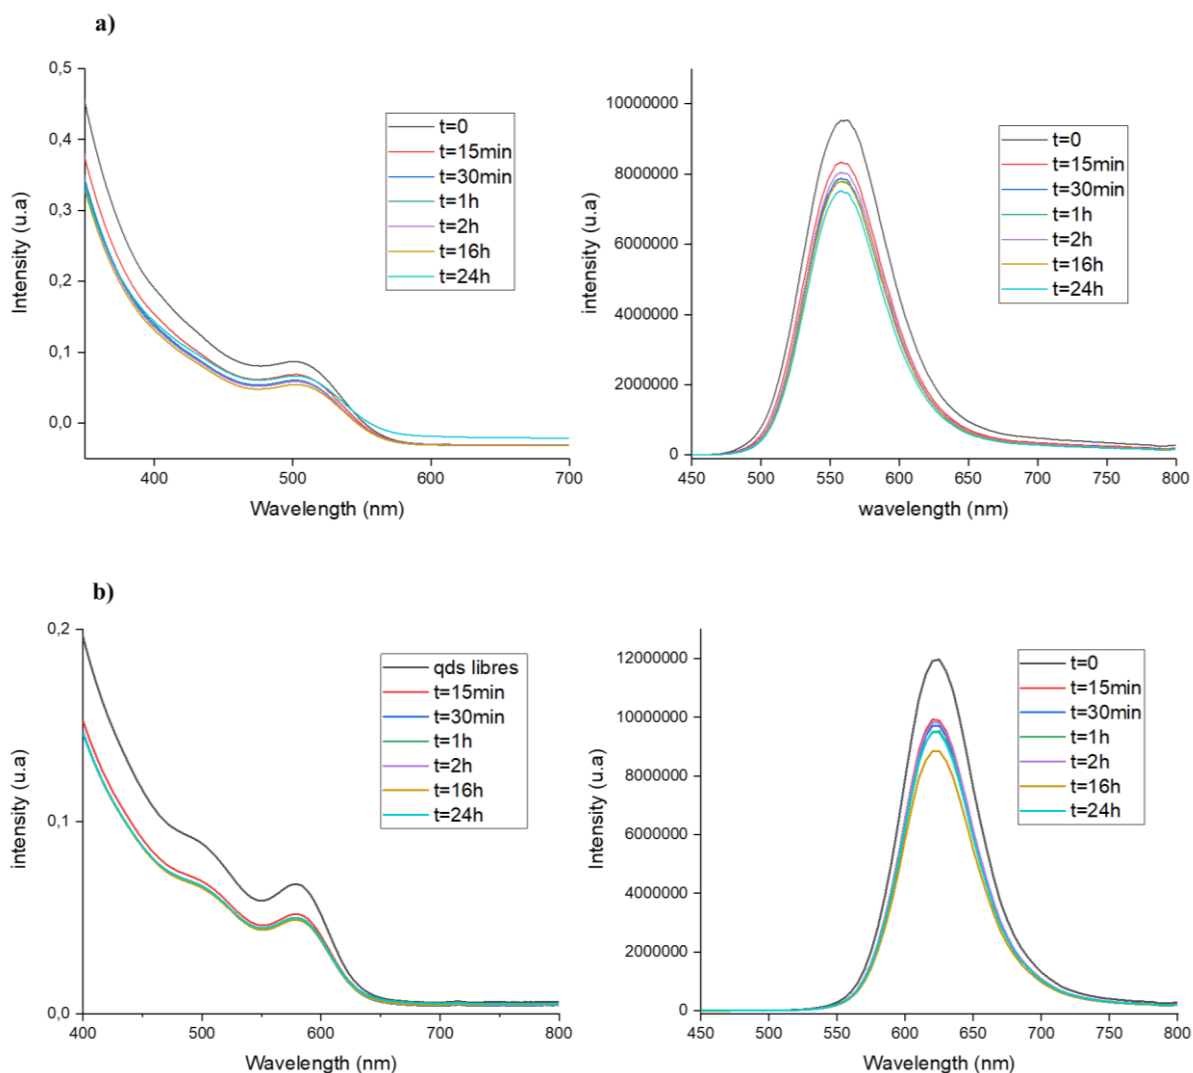 a)
0,5
0,4
0,3
0,2
0,1
0,0
Intensity (u.a)
400
500
600
700
Wavelength (nm)
t=0
t=15min
t=30min
t=1h
t=2h
t=16h
t=24h
10000000
8000000
6000000
4000000
2000000
0
intensity (u.a)
450
500
550
600
650
700
750
800
wavelength (nm)
t=0
t=15min
t=30min
t=1h
t=2h
t=16h
t=24h
b)
0,2
0,1
0,0
intensity (u.a)
400
500
600
700
800
Wavelength (nm)
qds libres
t=15min
t=30min
t=1h
t=2h
t=16h
t=24h
12000000
10000000
8000000
6000000
4000000
2000000
0
Intensity (u.a)
450
500
550
600
650
700
750
800
Wavelength (nm)
t=0
t=15min
t=30min
t=1h
t=2h
t=16h
t=24h